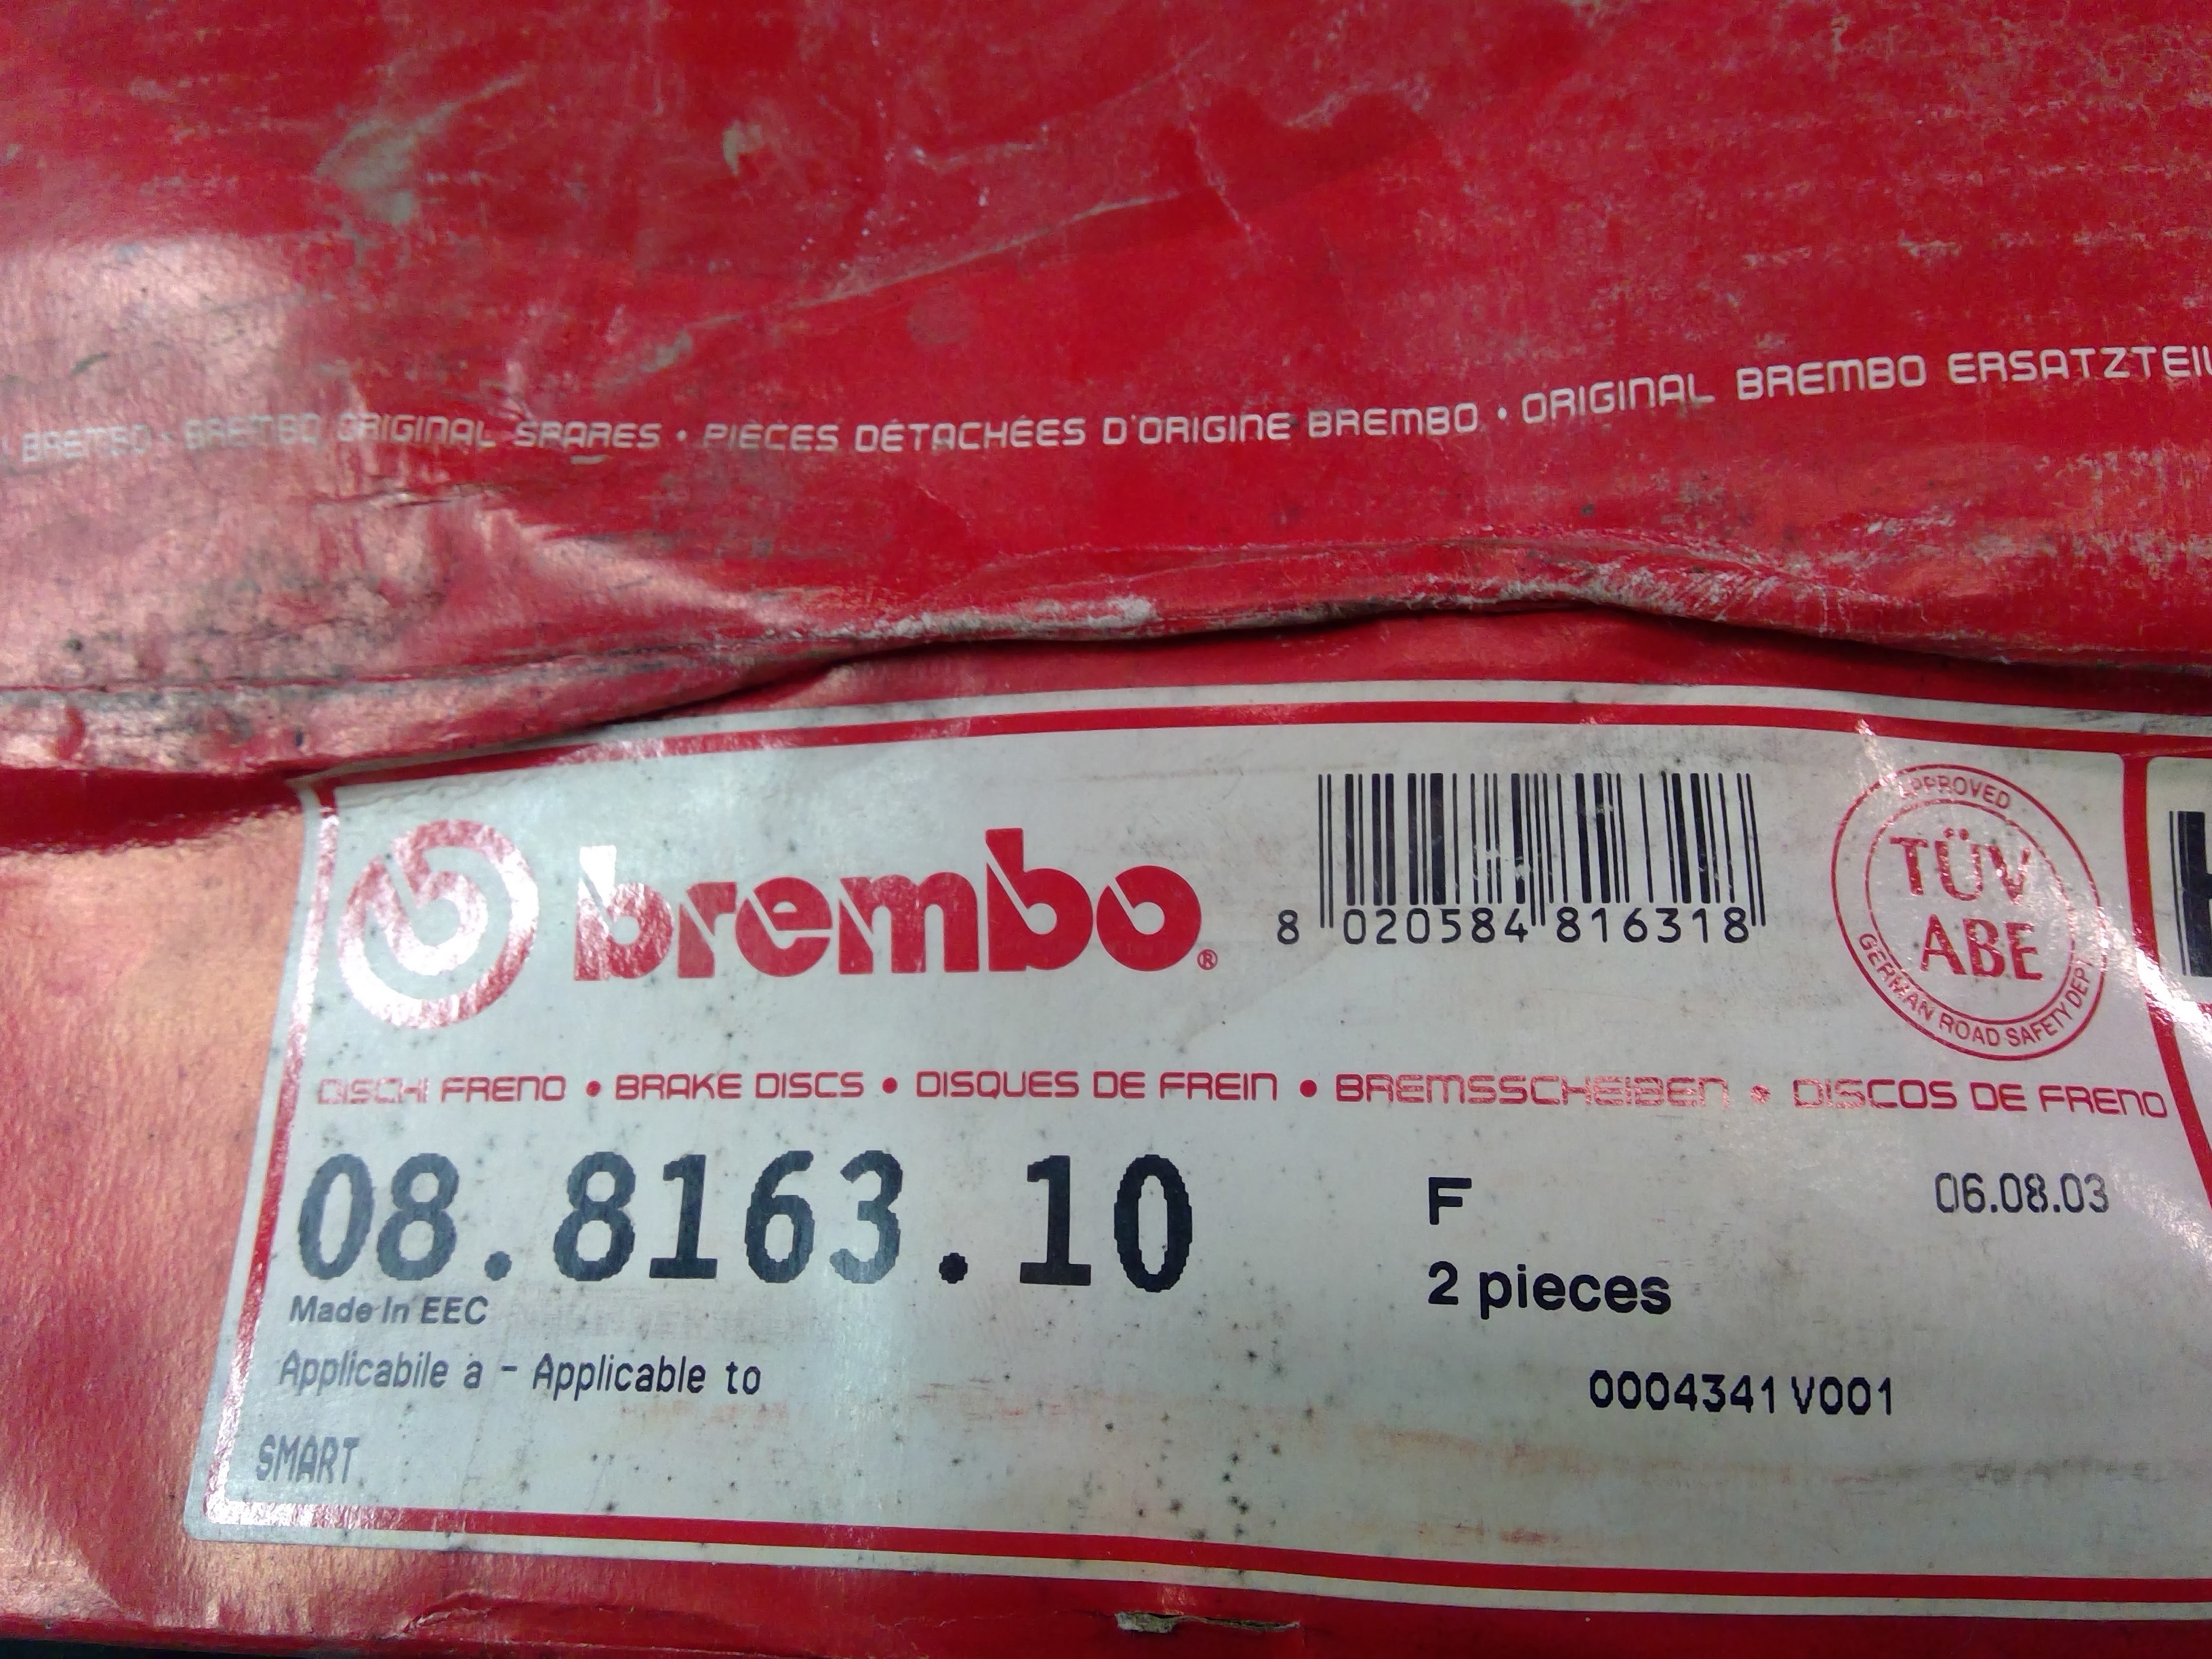 BREMBO • BREMBO ORIGINAL SPARES • PIÈCES DÉTACHÉES D'ORIGINE BREMBO • ORIGINAL BREMBO ERSATZTEIL
brembo®
8 020584 816318
APPROVED
TÜV
ABE
GERMAN ROAD SAFETY DEPT
DISCHI FRENO • BRAKE DISCS • DISQUES DE FREIN • BREMSSCHEIBEN • DISCOS DE FRENO
08.8163.10
F
06.08.03
Made In EEC
2 pieces
Applicabile a - Applicable to
0004341 V001
SMART